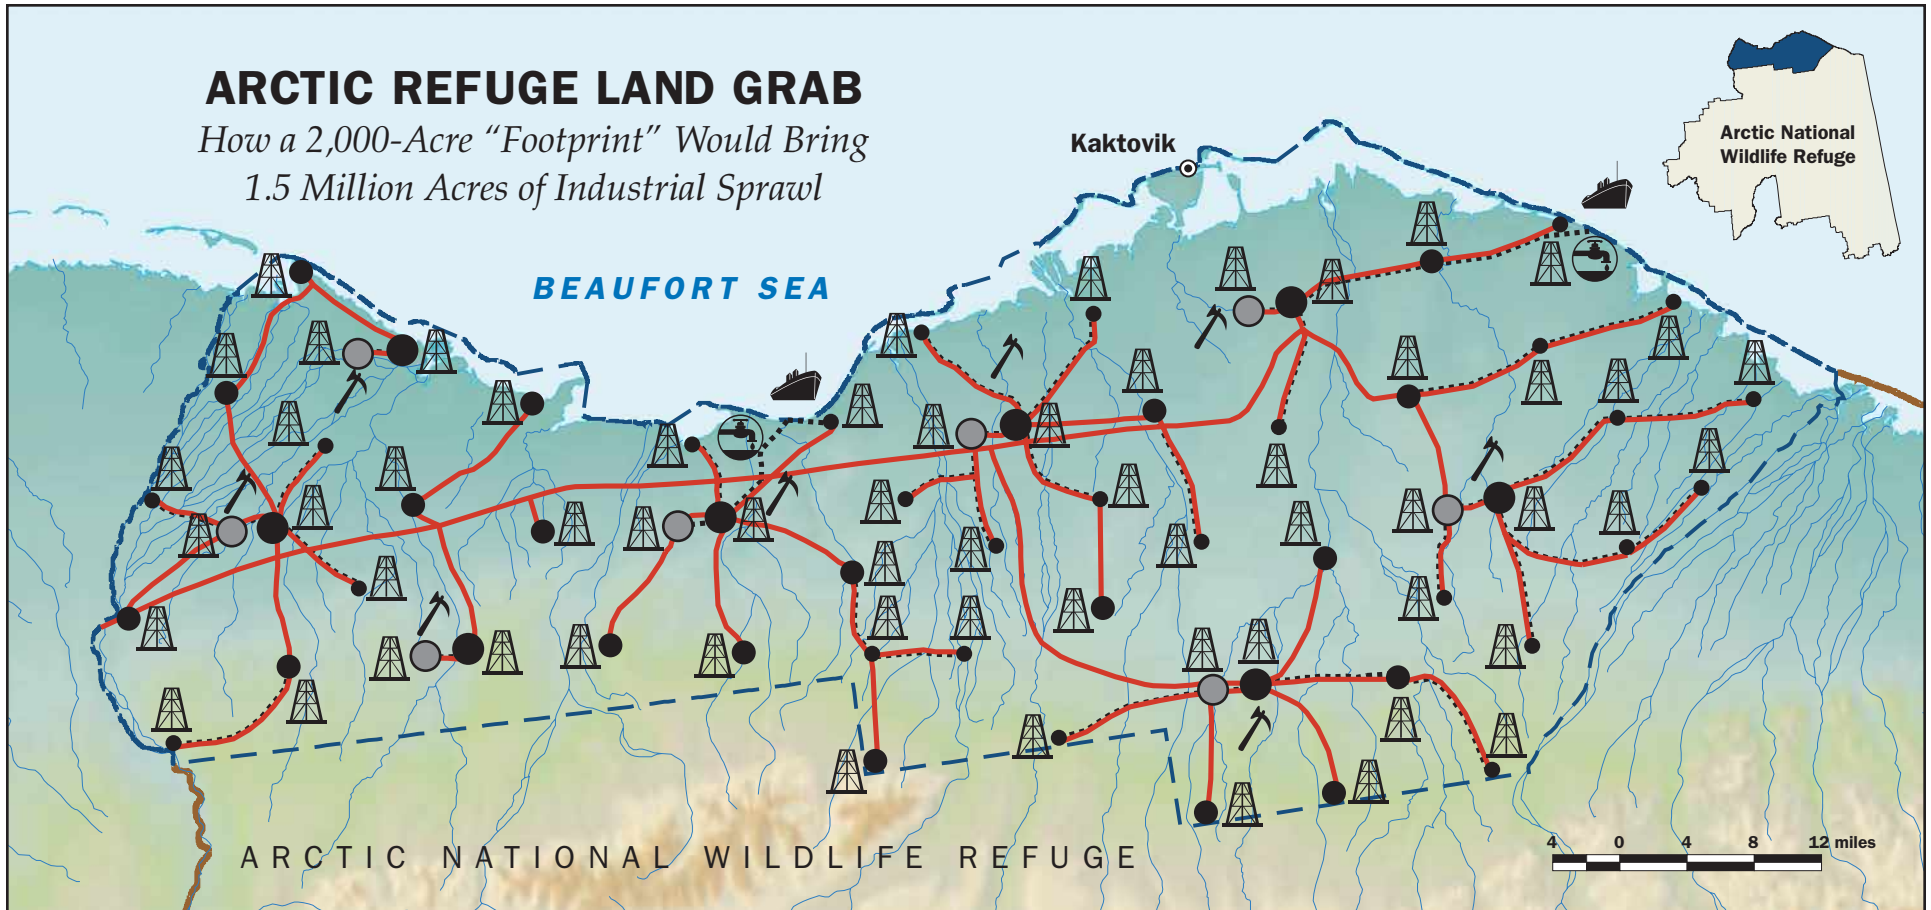 ARCTIC REFUGE LAND GRAB
How a 2,000-Acre “Footprint” Would Bring
1.5 Million Acres of Industrial Sprawl
Kaktovik
Arctic National
Wildlife Refuge
BEAUFORT SEA
ARCTIC NATIONAL WILDLIFE REFUGE
4 0 4 8 12 miles